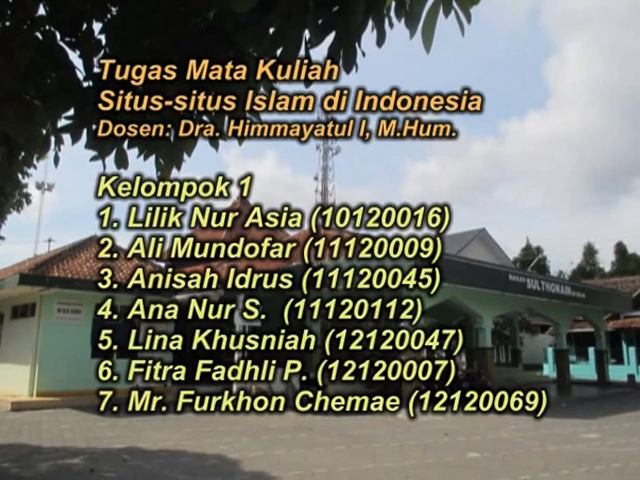 Tugas Mata Kuliah
Situs-situs Islam di Indonesia
Dosen: Dra. Himmayatul I, M.Hum.
Kelompok 1
1. Lilik Nur Asia (10120016)
2. Ali Mundofar (11120009)
3. Anisah Idrus (11120045)
4. Ana Nur S. (11120112)
5. Lina Khusniah (12120047)
6. Fitra Fadhli P. (12120007)
7. Mr. Furkhon Chemae (12120069)
SULTHONAIN